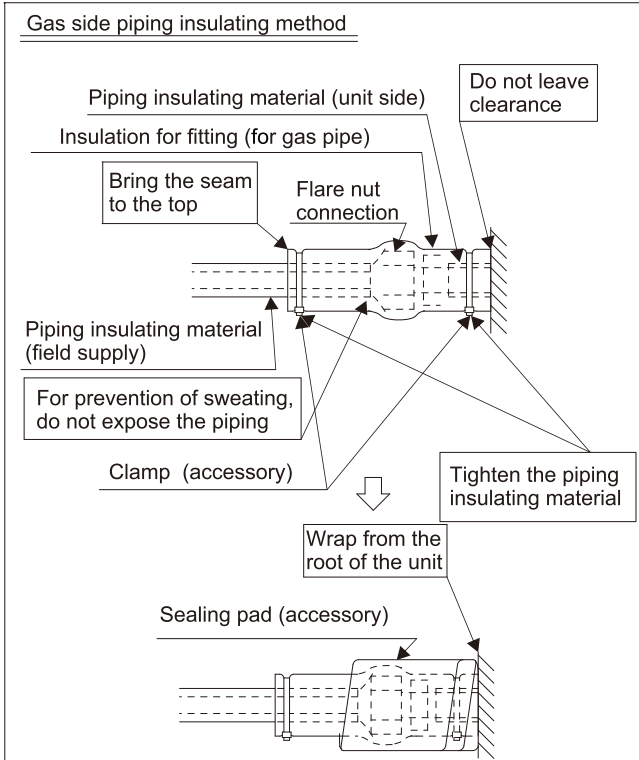 Gas side piping insulating method
Do not leave
clearance
Piping insulating material (unit side)
Insulation for fitting (for gas pipe)
Bring the seam
to the top
Flare nut
connection
Piping insulating material
(field supply)
For prevention of sweating,
do not expose the piping
Clamp (accessory)
Tighten the piping
insulating material
Wrap from the
root of the unit
Sealing pad (accessory)